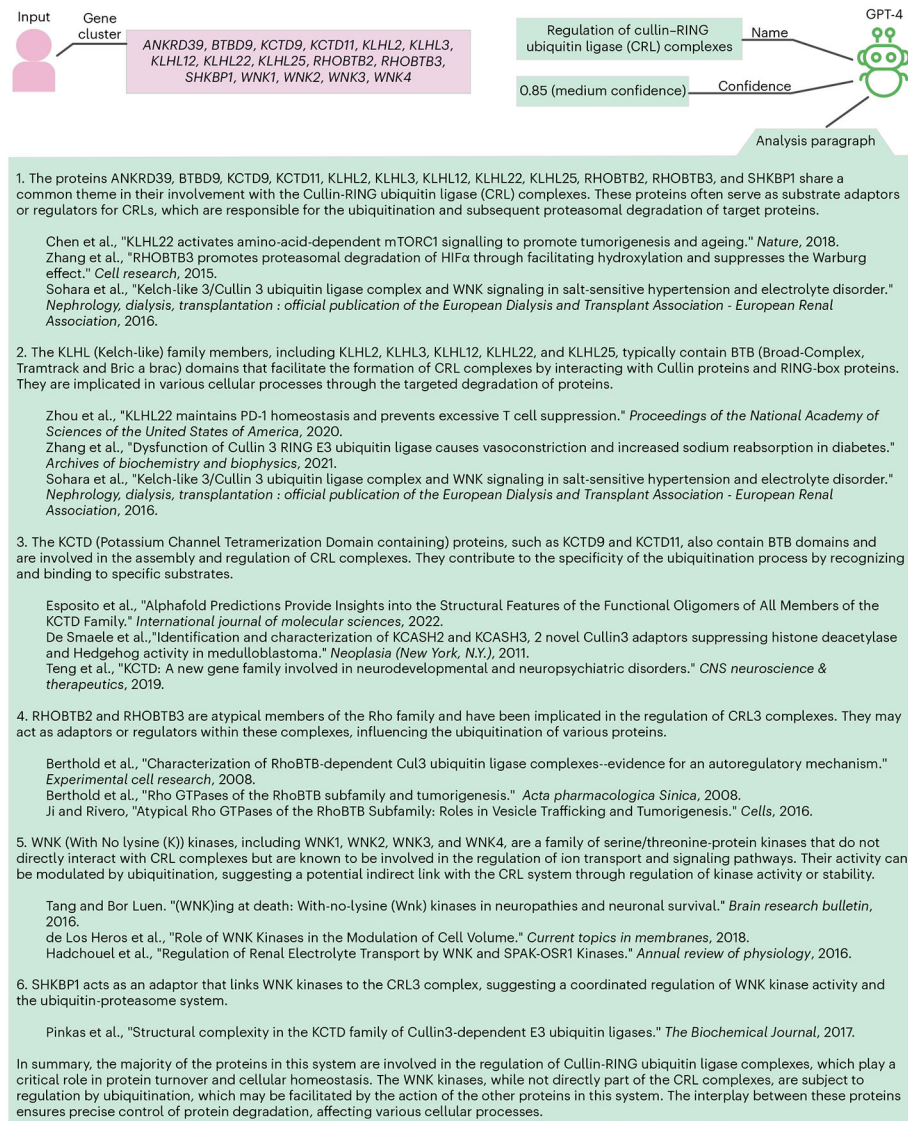 Input
Gene
cluster
ANKRD39, BTBD9, KCTD9, KCTD11, KLHL2, KLHL3,
KLHL12, KLHL22, KLHL25, RHOBTB2, RHOBTB3,
SHKBP1, WNK1, WNK2, WNK3, WNK4
Regulation of cullin–RING
ubiquitin ligase (CRL) complexes
Name
GPT-4
0.85 (medium confidence)
Confidence
Analysis paragraph
1. The proteins ANKRD39, BTBD9, KCTD9, KCTD11, KLHL2, KLHL3, KLHL12, KLHL22, KLHL25, RHOBTB2, RHOBTB3, and SHKBP1 share a
common theme in their involvement with the Cullin-RING ubiquitin ligase (CRL) complexes. These proteins often serve as substrate adaptors
or regulators for CRLs, which are responsible for the ubiquitination and subsequent proteasomal degradation of target proteins.
Chen et al., "KLHL22 activates amino-acid-dependent mTORC1 signalling to promote tumorigenesis and ageing." Nature, 2018.
Zhang et al., "RHOBTB3 promotes proteasomal degradation of HIFα through facilitating hydroxylation and suppresses the Warburg
effect." Cell research, 2015.
Sohara et al., "Kelch-like 3/Cullin 3 ubiquitin ligase complex and WNK signaling in salt-sensitive hypertension and electrolyte disorder."
Nephrology, dialysis, transplantation : official publication of the European Dialysis and Transplant Association - European Renal
Association, 2016.
2. The KLHL (Kelch-like) family members, including KLHL2, KLHL3, KLHL12, KLHL22, and KLHL25, typically contain BTB (Broad-Complex,
Tramtrack and Bric a brac) domains that facilitate the formation of CRL complexes by interacting with Cullin proteins and RING-box proteins.
They are implicated in various cellular processes through the targeted degradation of proteins.
Zhou et al., "KLHL22 maintains PD-1 homeostasis and prevents excessive T cell suppression." Proceedings of the National Academy of
Sciences of the United States of America, 2020.
Zhang et al., "Dysfunction of Cullin 3 RING E3 ubiquitin ligase causes vasoconstriction and increased sodium reabsorption in diabetes."
Archives of biochemistry and biophysics, 2021.
Sohara et al., "Kelch-like 3/Cullin 3 ubiquitin ligase complex and WNK signaling in salt-sensitive hypertension and electrolyte disorder."
Nephrology, dialysis, transplantation : official publication of the European Dialysis and Transplant Association - European Renal
Association, 2016.
3. The KCTD (Potassium Channel Tetramerization Domain containing) proteins, such as KCTD9 and KCTD11, also contain BTB domains and
are involved in the assembly and regulation of CRL complexes. They contribute to the specificity of the ubiquitination process by recognizing
and binding to specific substrates.
Esposito et al., "Alphafold Predictions Provide Insights into the Structural Features of the Functional Oligomers of All Members of the
KCTD Family." International journal of molecular sciences, 2022.
De Smaele et al.,"Identification and characterization of KCASH2 and KCASH3, 2 novel Cullin3 adaptors suppressing histone deacetylase
and Hedgehog activity in medulloblastoma." Neoplasia (New York, N.Y.), 2011.
Teng et al., "KCTD: A new gene family involved in neurodevelopmental and neuropsychiatric disorders." CNS neuroscience &
therapeutics, 2019.
4. RHOBTB2 and RHOBTB3 are atypical members of the Rho family and have been implicated in the regulation of CRL3 complexes. They may
act as adaptors or regulators within these complexes, influencing the ubiquitination of various proteins.
Berthold et al., "Characterization of RhoBTB-dependent Cul3 ubiquitin ligase complexes--evidence for an autoregulatory mechanism."
Experimental cell research, 2008.
Berthold et al., "Rho GTPases of the RhoBTB subfamily and tumorigenesis." Acta pharmacologica Sinica, 2008.
Ji and Rivero, "Atypical Rho GTPases of the RhoBTB Subfamily: Roles in Vesicle Trafficking and Tumorigenesis." Cells, 2016.
5. WNK (With No lysine (K)) kinases, including WNK1, WNK2, WNK3, and WNK4, are a family of serine/threonine-protein kinases that do not
directly interact with CRL complexes but are known to be involved in the regulation of ion transport and signaling pathways. Their activity can
be modulated by ubiquitination, suggesting a potential indirect link with the CRL system through regulation of kinase activity or stability.
Tang and Bor Luen. "(WNK)ing at death: With-no-lysine (Wnk) kinases in neuropathies and neuronal survival." Brain research bulletin,
2016.
de Los Heros et al., "Role of WNK Kinases in the Modulation of Cell Volume." Current topics in membranes, 2018.
Hadchouel et al., "Regulation of Renal Electrolyte Transport by WNK and SPAK-OSR1 Kinases." Annual review of physiology, 2016.
6. SHKBP1 acts as an adaptor that links WNK kinases to the CRL3 complex, suggesting a coordinated regulation of WNK kinase activity and
the ubiquitin-proteasome system.
Pinkas et al., "Structural complexity in the KCTD family of Cullin3-dependent E3 ubiquitin ligases." The Biochemical Journal, 2017.
In summary, the majority of the proteins in this system are involved in the regulation of Cullin-RING ubiquitin ligase complexes, which play a
critical role in protein turnover and cellular homeostasis. The WNK kinases, while not directly part of the CRL complexes, are subject to
regulation by ubiquitination, which may be facilitated by the action of the other proteins in this system. The interplay between these proteins
ensures precise control of protein degradation, affecting various cellular processes.